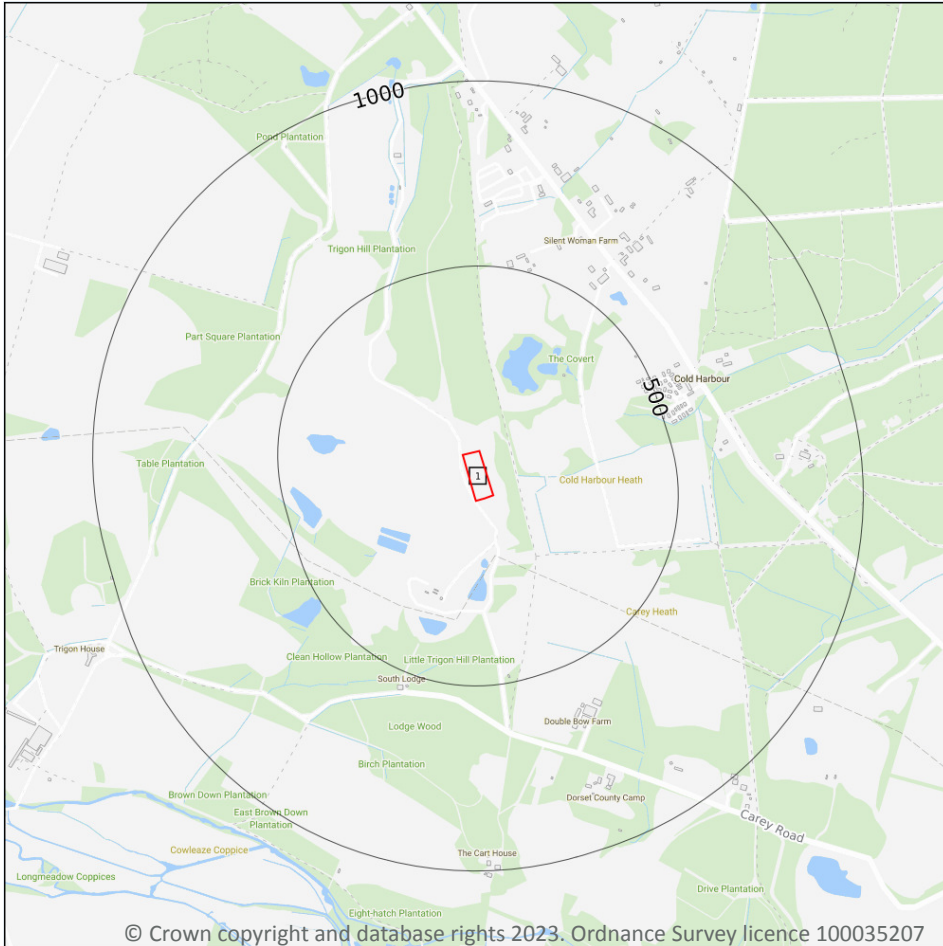 1000
Pond Plantation
Silent Woman Farm
Trigon Hill Plantation
Part Square Plantation
The Covert
Cold Harbour
500
Table Plantation
1
Cold Harbour Heath
Brick Kiln Plantation
Carey Heath
Trigon House
Clean Hollow Plantation
Little Trigon Hill Plantation
South Lodge
Lodge Wood
Double Bow Farm
Birch Plantation
Brown Down Plantation
Dorset County Camp
East Brown Down
Plantation
Carey Road
Cowleaze Coppice
The Cart House
Longmeadow Coppices
Drive Plantation
Eight-hatch Plantation
© Crown copyright and database rights 2023. Ordnance Survey licence 100035207